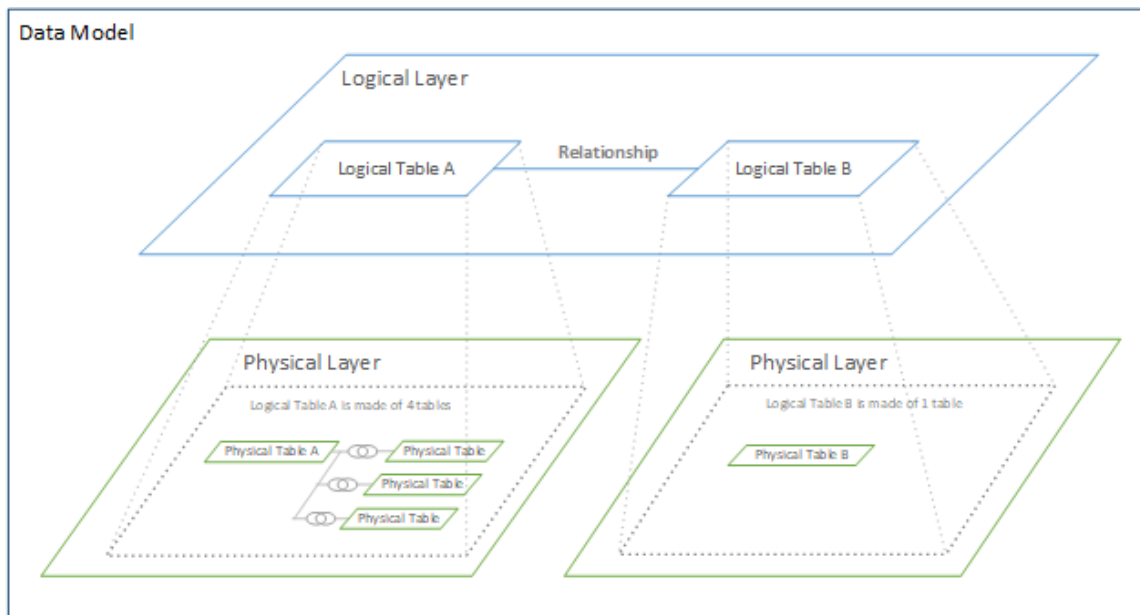 Data Model
Logical Layer
Logical Table A
Relationship
Logical Table B
Physical Layer
Logical Table A is made of 4 tables
Physical Table A
Physical Table
Physical Table
Physical Table
Physical Layer
Logical Table B is made of 1 table
Physical Table B